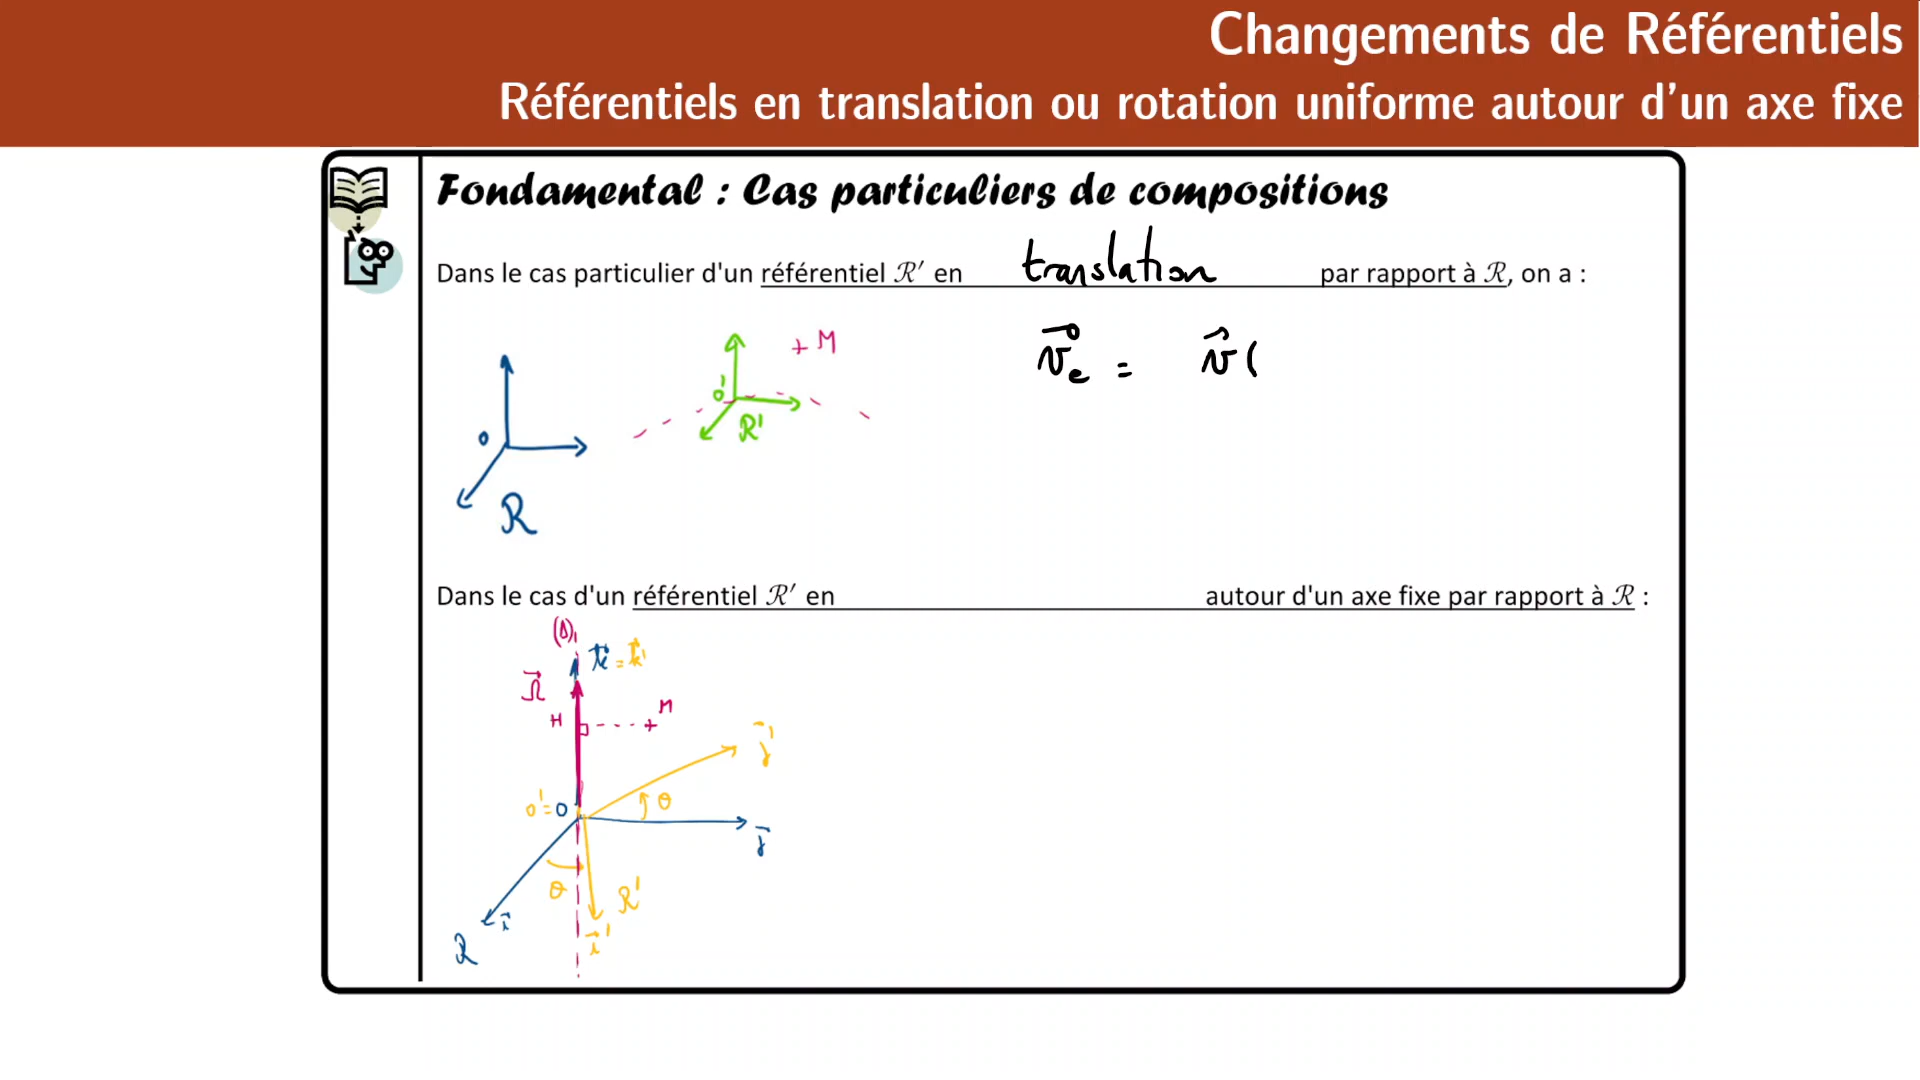 Changements de Référentiels
Référentiels en translation ou rotation uniforme autour d'un axe fixe
Fondamental : Cas particuliers de compositions
Dans le cas particulier d'un référentiel ℛ′ en translation par rapport à ℛ, on a :
v⃗e = v⃗(
+ M
O'
R'
O
R
Dans le cas d'un référentiel ℛ′ en autour d'un axe fixe par rapport à ℛ :
(Δ)
k⃗ = k⃗'
Ω⃗
H
M
j⃗'
O' = O
θ
j⃗
θ
R'
i⃗
i⃗'
R